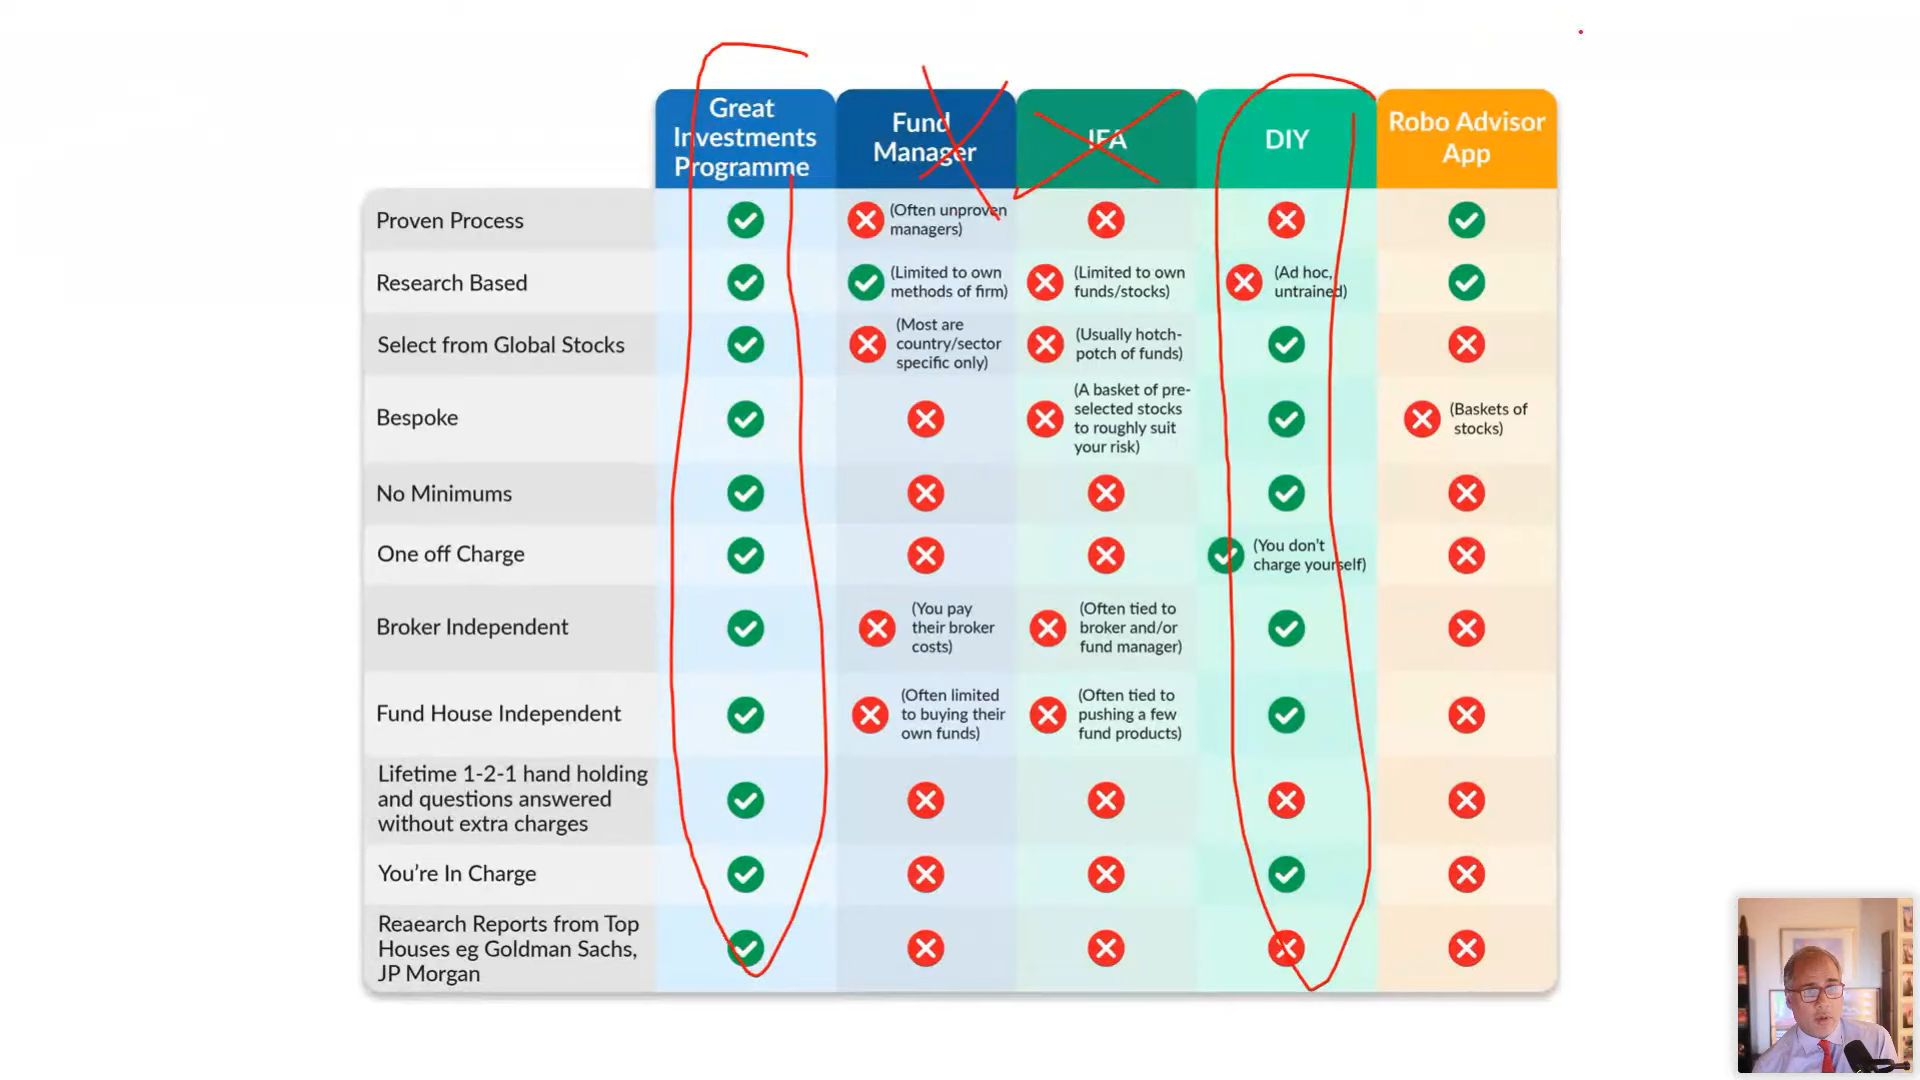 Great
Investments
Programme
Fund
Manager
IFA
DIY
Robo Advisor
App
Proven Process
(Often unproven
managers)
Research Based
(Limited to own
methods of firm)
(Limited to own
funds/stocks)
(Ad hoc,
untrained)
Select from Global Stocks
(Most are
country/sector
specific only)
(Usually hotch-
potch of funds)
Bespoke
(A basket of pre-
selected stocks
to roughly suit
your risk)
(Baskets of
stocks)
No Minimums
One off Charge
(You don't
charge yourself)
Broker Independent
(You pay
their broker
costs)
(Often tied to
broker and/or
fund manager)
Fund House Independent
(Often limited
to buying their
own funds)
(Often tied to
pushing a few
fund products)
Lifetime 1-2-1 hand holding
and questions answered
without extra charges
You're In Charge
Reaearch Reports from Top
Houses eg Goldman Sachs,
JP Morgan